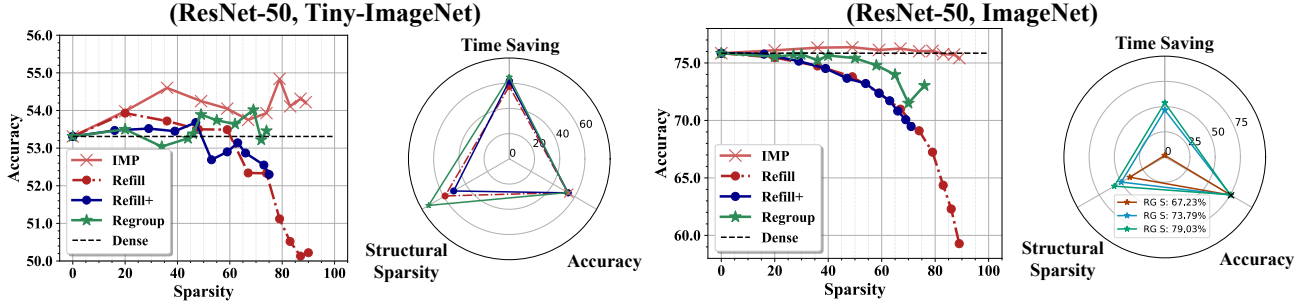 (ResNet-50, Tiny-ImageNet)
56.0
55.0
54.0
53.0
52.0
51.0
50.0
Accuracy
IMP
Refill
Refill+
Regroup
Dense
0
20
40
60
80
100
Sparsity
Time Saving
0
20
40
60
Structural
Sparsity
Accuracy
(ResNet-50, ImageNet)
75.0
70.0
65.0
60.0
Accuracy
IMP
Refill
Refill+
Regroup
Dense
0
20
40
60
80
100
Sparsity
Time Saving
0
25
50
75
RG S: 67,23%
RG S: 73.79%
RG S: 79,03%
Structural
Sparsity
Accuracy